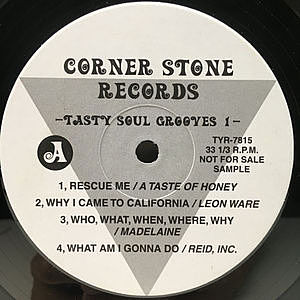 CORNER STONE
RECORDS
-TASTY SOUL GROOVES 1-
TYR-7815
33 1/3 R.P.M.
NOT FOR SALE
SAMPLE
A
1, RESCUE ME / A TASTE OF HONEY
2, WHY I CAME TO CALIFORNIA / LEON WARE
3, WHO, WHAT, WHEN, WHERE, WHY
/ MADELAINE
4, WHAT AM I GONNA DO / REID, INC.